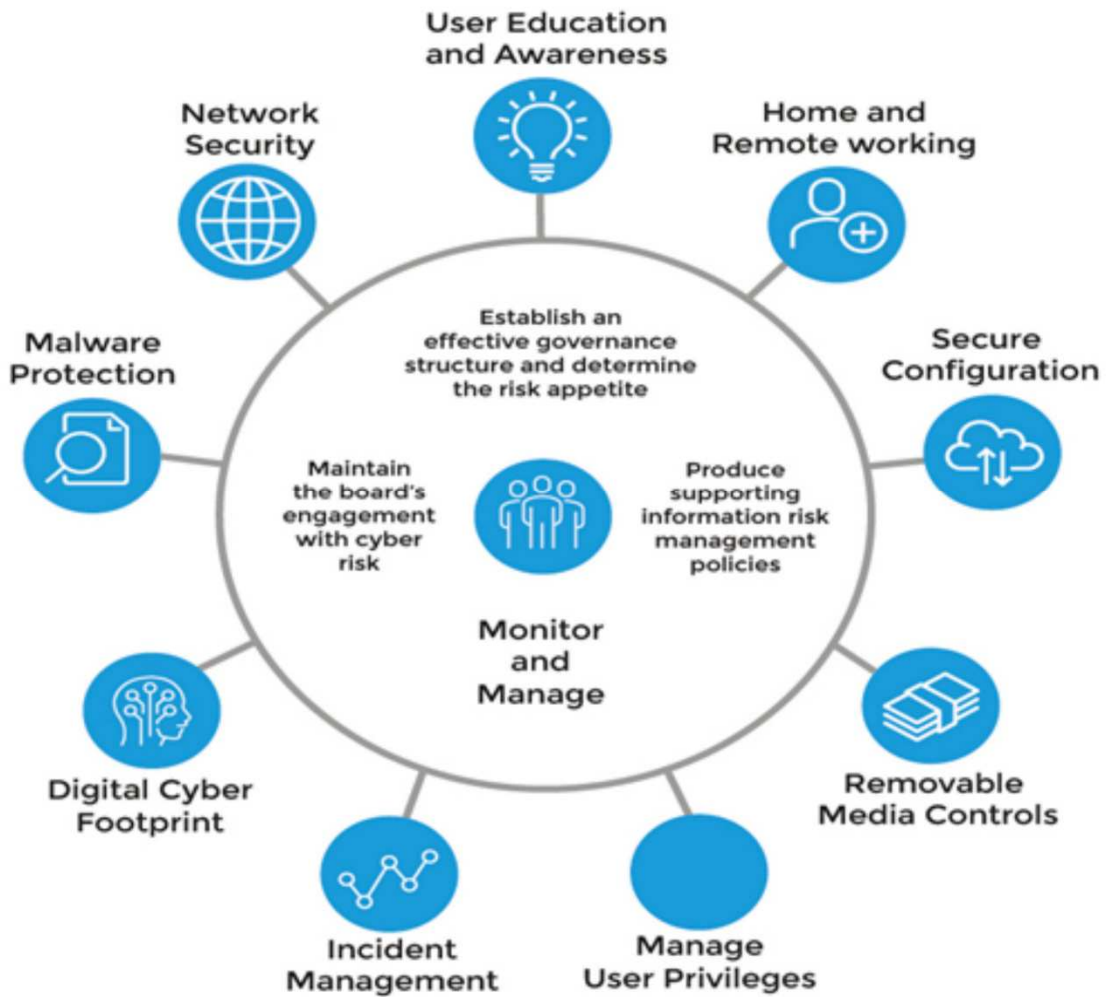 User Education
and Awareness
Network
Security
Home and
Remote working
Malware
Protection
Establish an
effective governance
structure and determine
the risk appetite
Secure
Configuration
Maintain
the board's
engagement
with cyber
risk
Produce
supporting
information risk
management
policies
Monitor
and
Manage
Digital Cyber
Footprint
Removable
Media Controls
Incident
Management
Manage
User Privileges